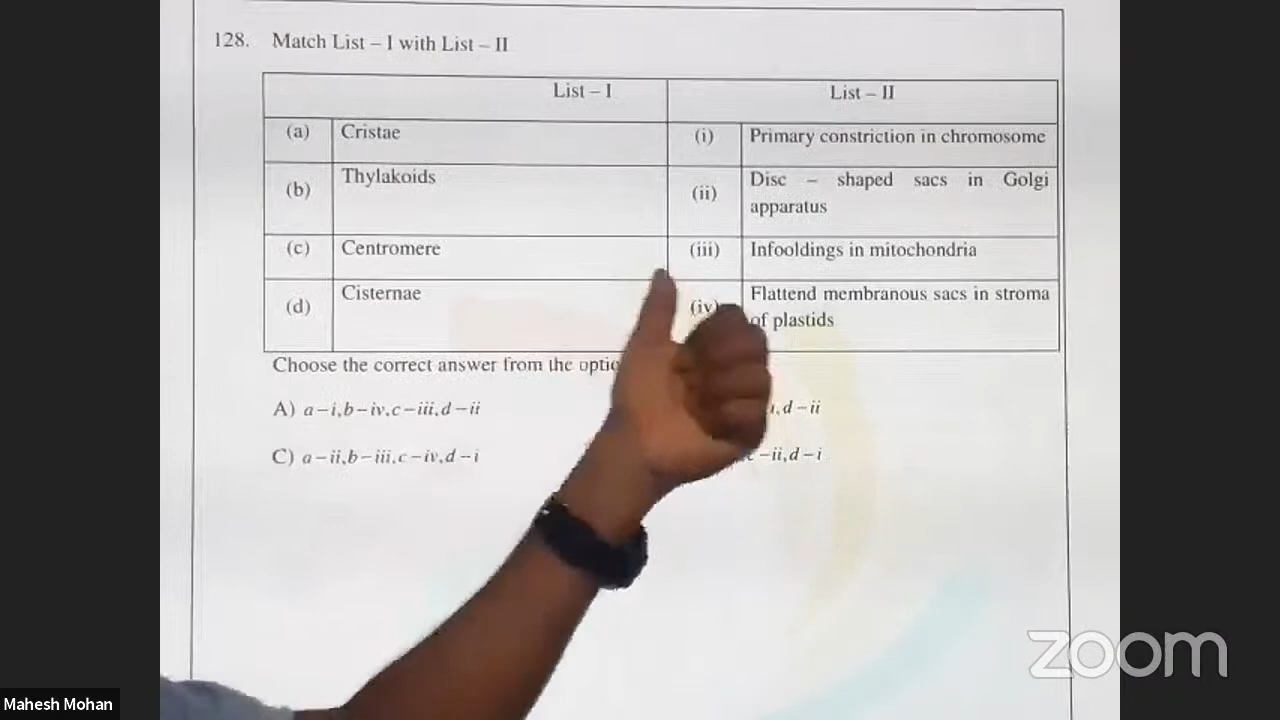 128. Match List – I with List – II
List – I List – II
(a) Cristae (i) Primary constriction in chromosome
(b) Thylakoids (ii) Disc – shaped sacs in Golgi
apparatus
(c) Centromere (iii) Infooldings in mitochondria
(d) Cisternae (iv) Flattend membranous sacs in stroma
of plastids
Choose the correct answer from the
A) a–i,b–iv,c–iii,d–ii ,d–ii
C) a–ii,b–iii,c–iv,d–i –ii,d–i
zoom
Mahesh Mohan